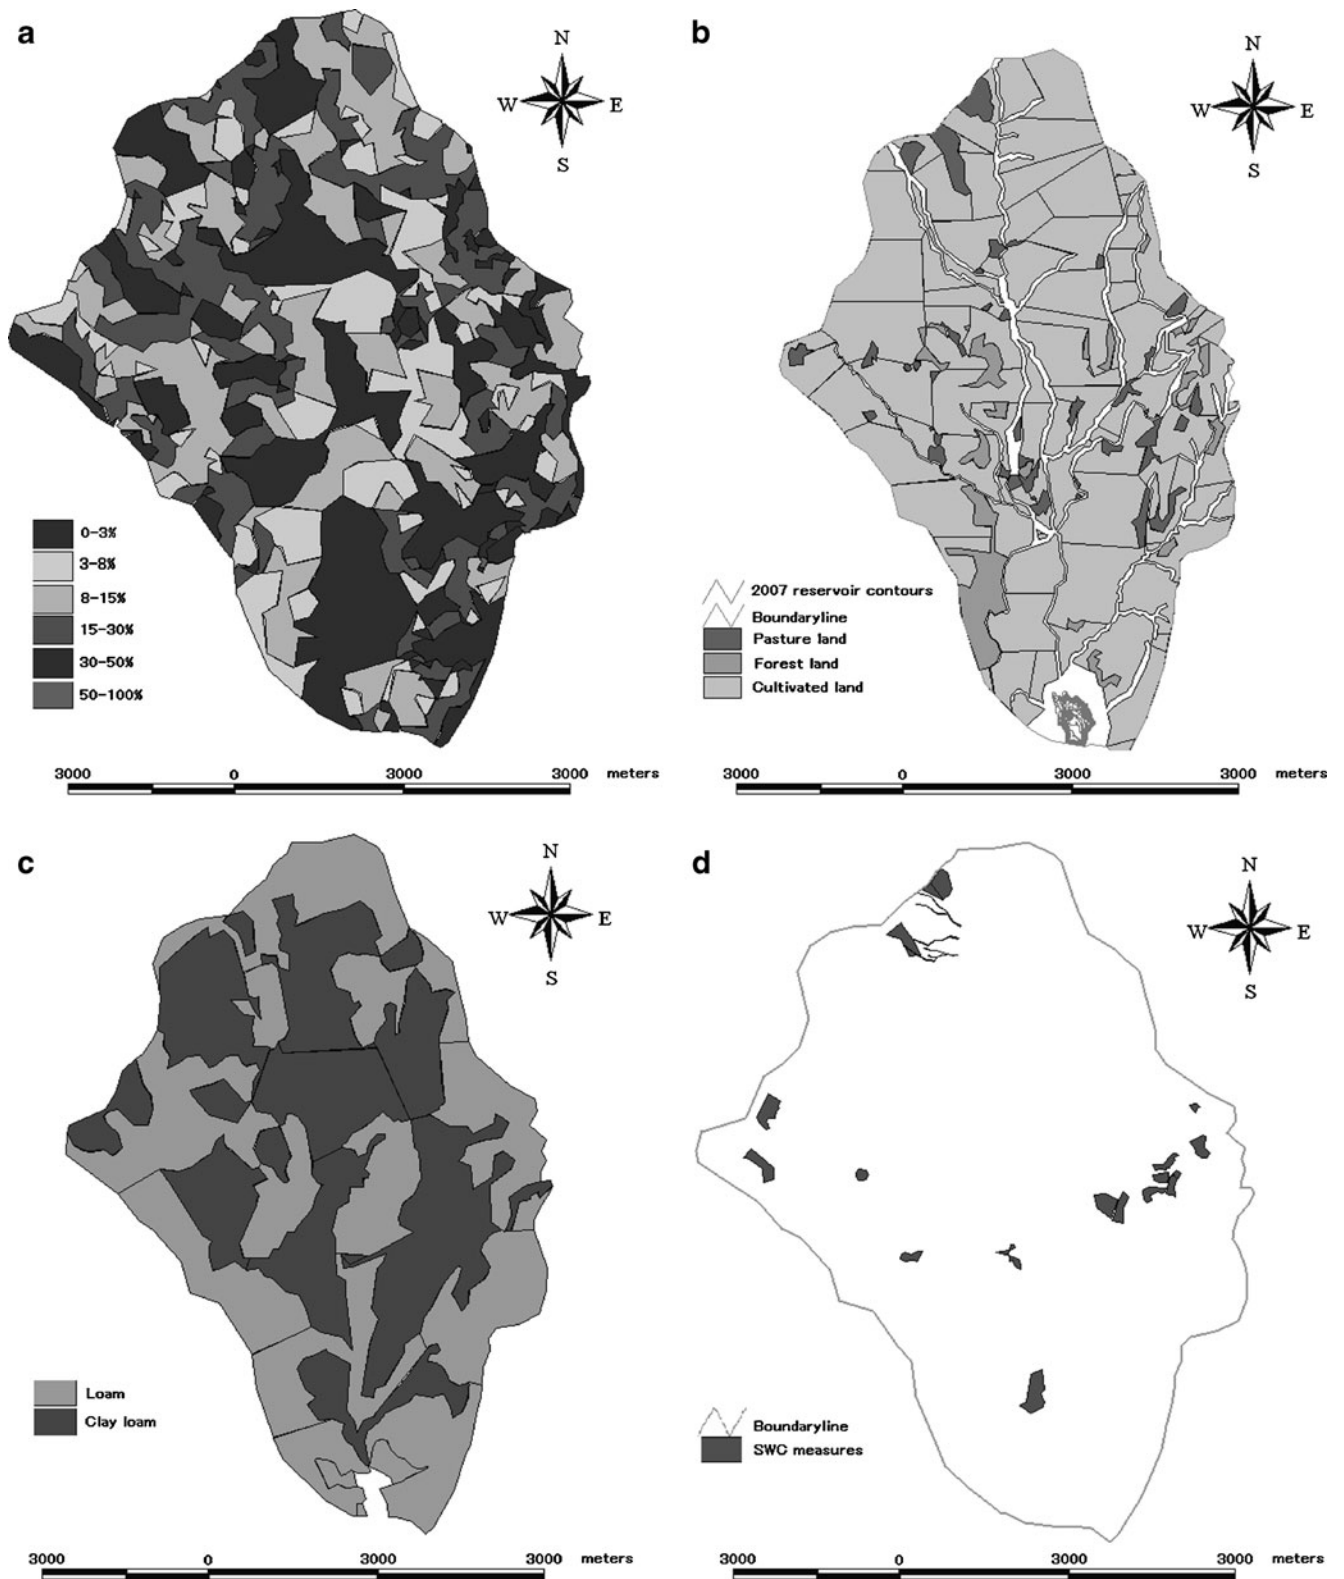 a
N
W E
S
0-3%
3-8%
8-15%
15-30%
30-50%
50-100%
3000 0 3000 3000 meters
b
N
W E
S
2007 reservoir contours
Boundaryline
Pasture land
Forest land
Cultivated land
3000 0 3000 3000 meters
c
N
W E
S
Loam
Clay loam
3000 0 3000 3000 meters
d
N
W E
S
Boundaryline
SWC measures
3000 0 3000 3000 meters